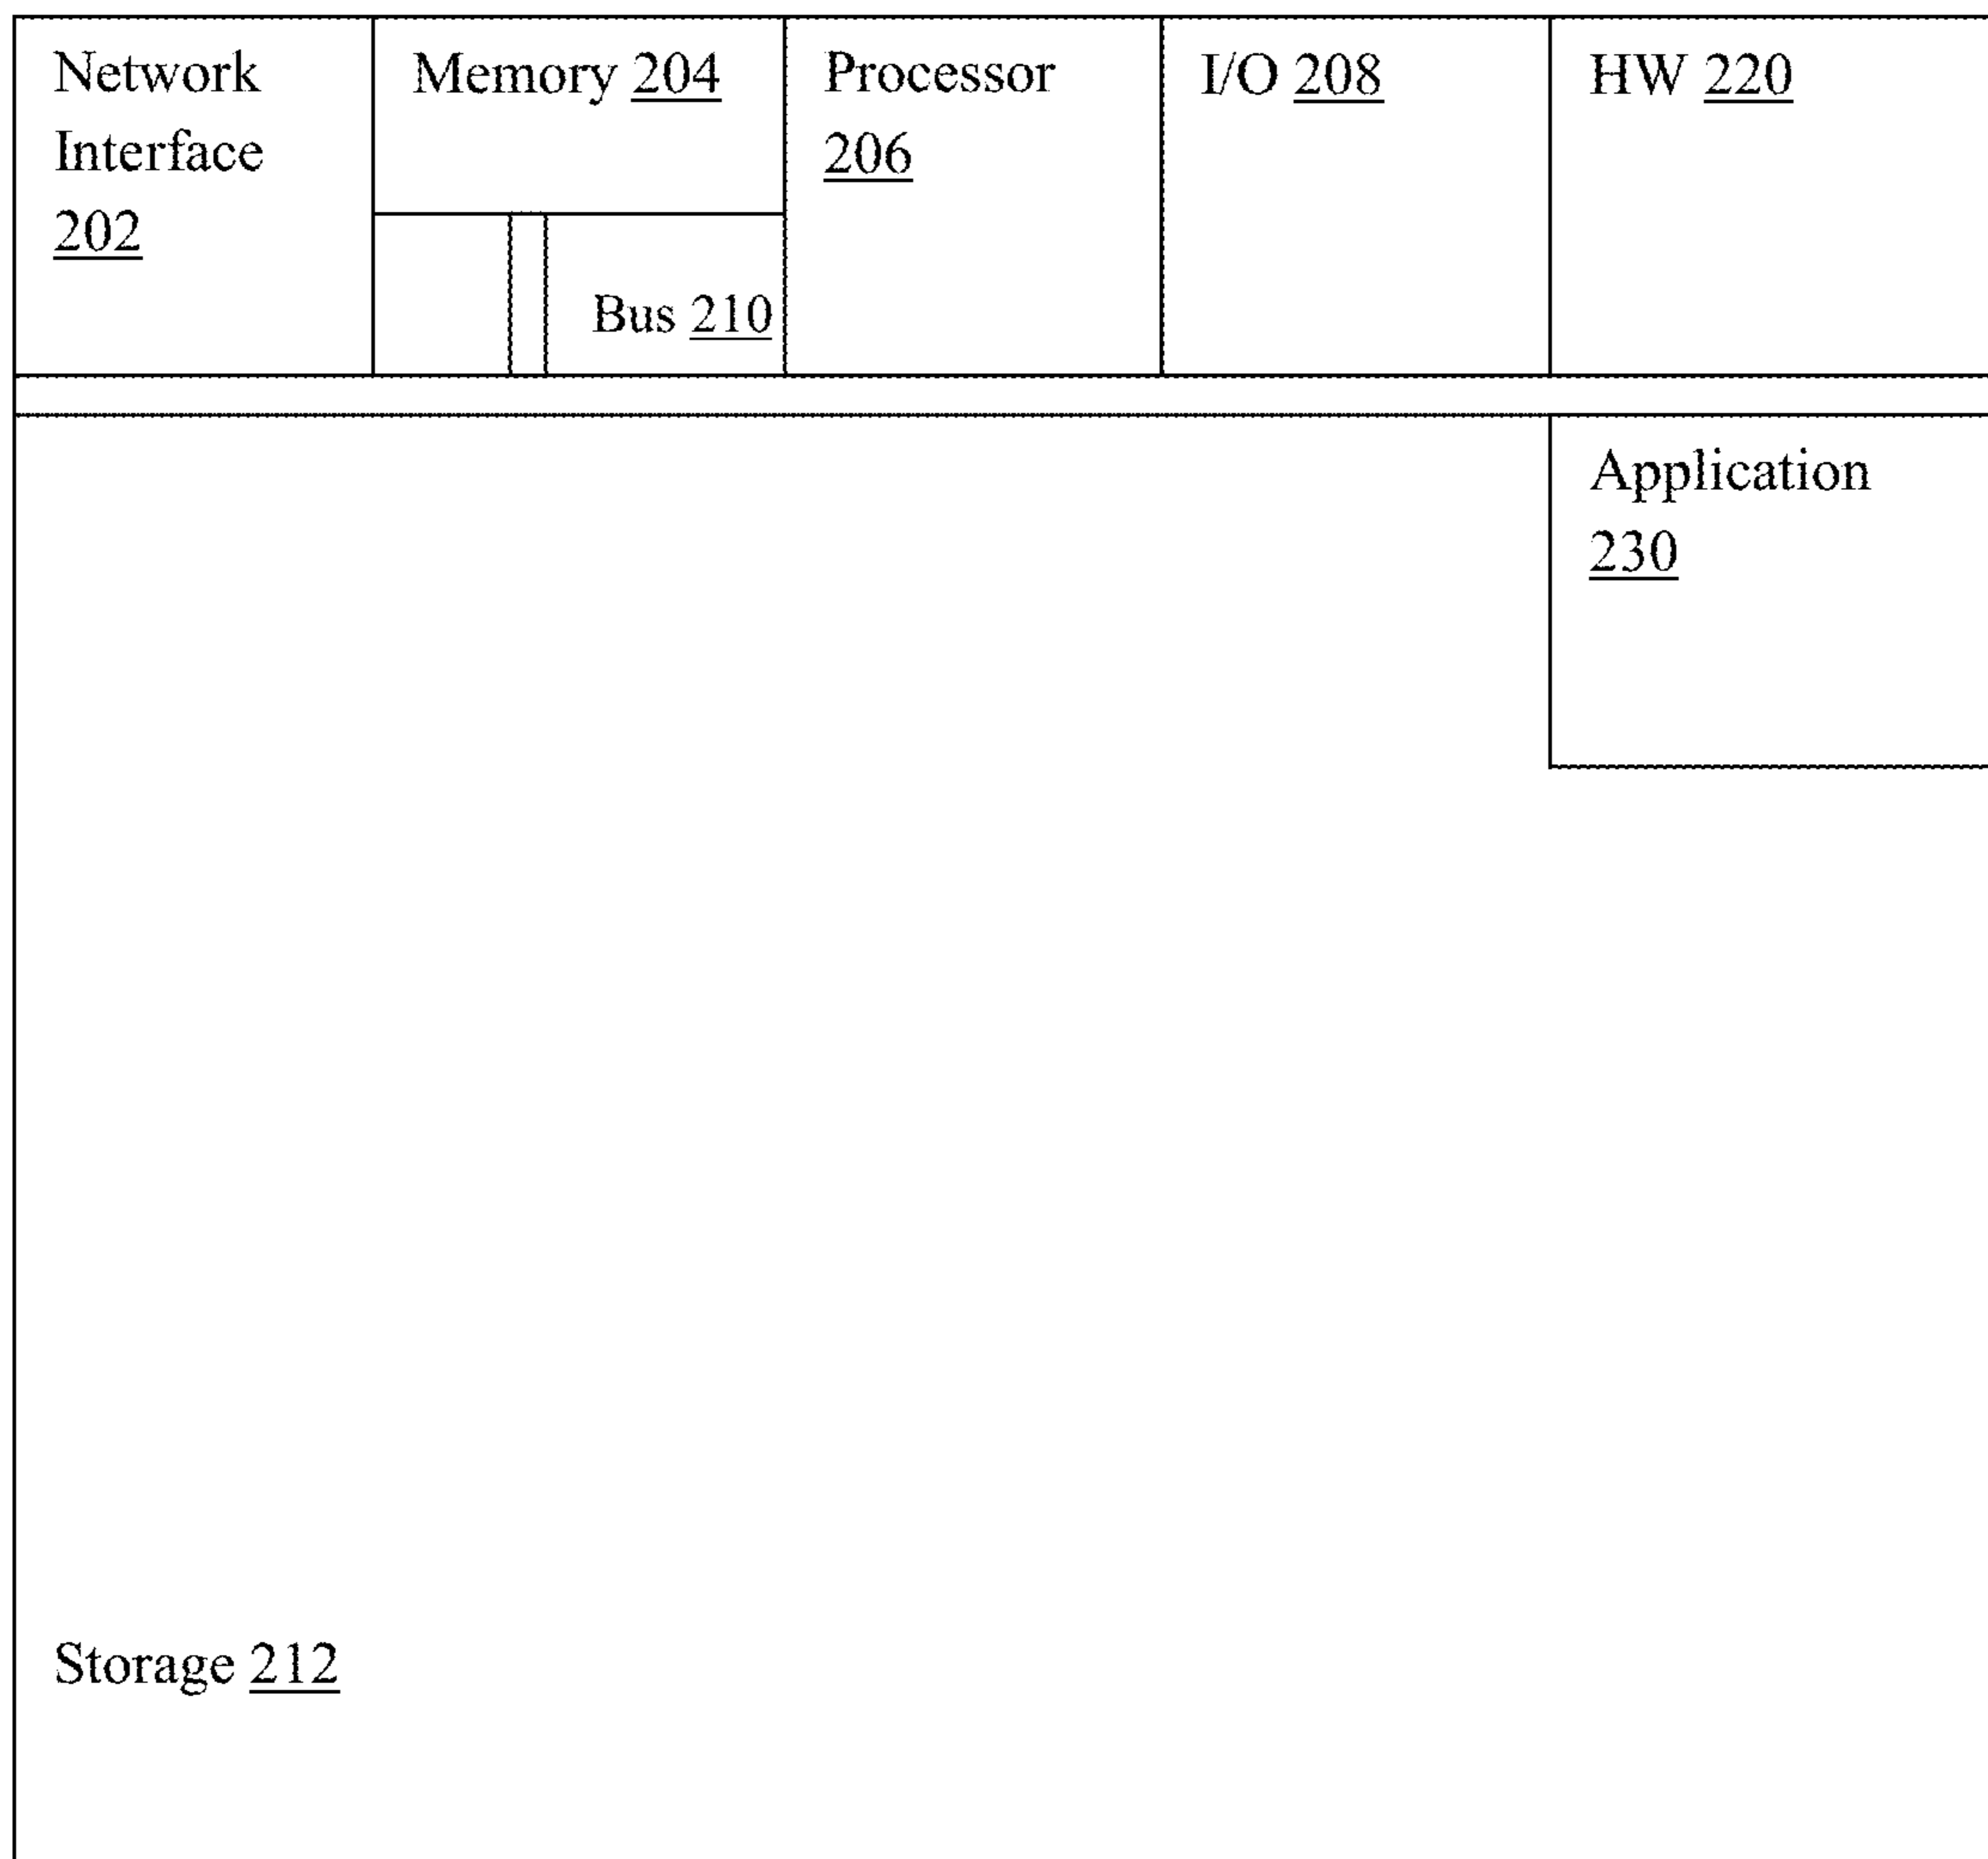 Network
Interface
202
Memory 204
Bus 210
Processor
206
I/O 208
HW 220
Application
230
Storage 212